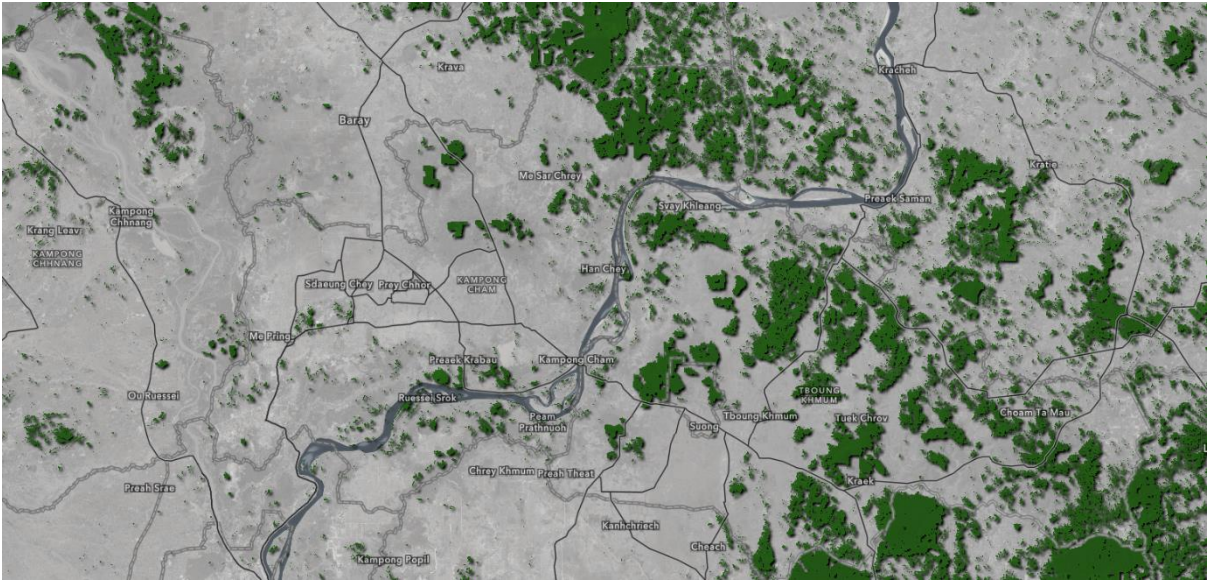 Kracheh
Krava
Baray
Kratie
Me Sar Chrey
Preaek Saman
Svay Khleang
Kampong
Chhnang
Krang Leav
KAMPONG
CHHNANG
Han Chey
Sdaeung Chey
Prey Chhor
KAMPONG
CHAM
Me Pring
Preaek Krabau
Kampong Cham
Ou Ruessei
Ruessei Srok
TBOUNG
KHMUM
Peam
Prathnuoh
Tboung Khmum
Tuek Chrov
Choam Ta Mau
Suong
L
Chrey Khmum
Preah Theat
Kraek
Preah Srae
Kanhchriech
Cheach
Kampong Popil